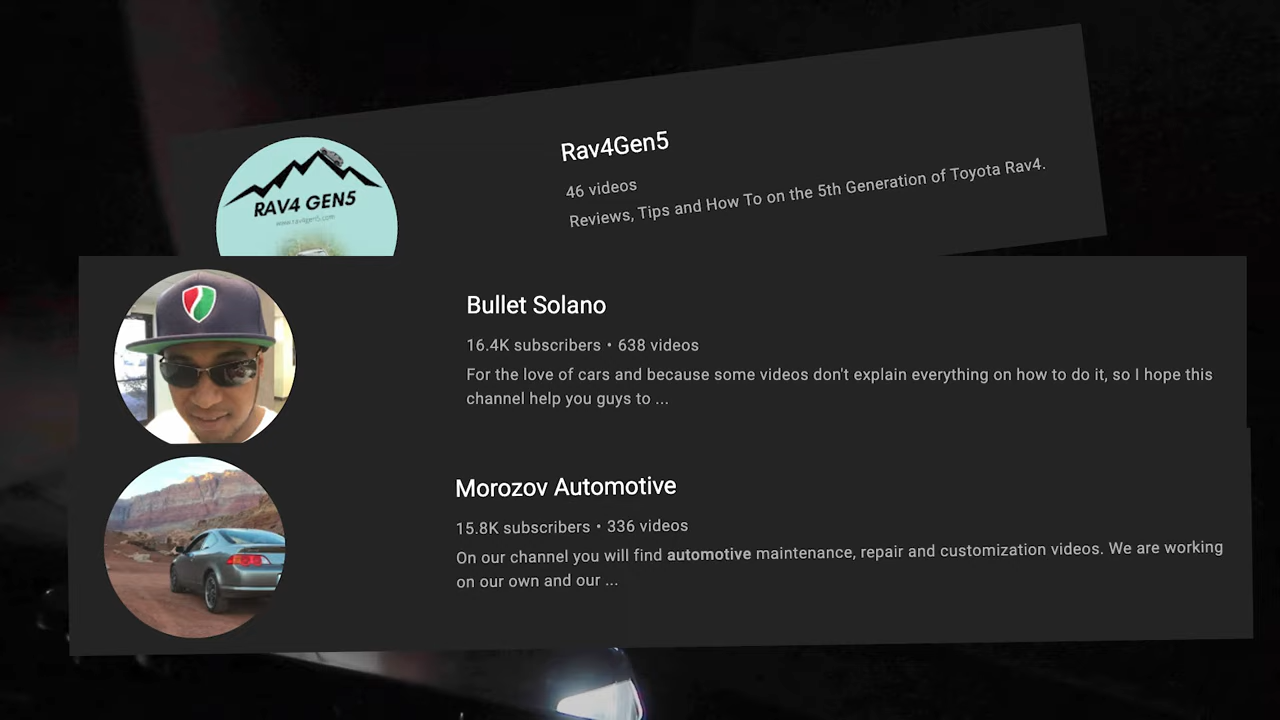 Rav4Gen5
46 videos
Reviews, Tips and How To on the 5th Generation of Toyota Rav4.
RAV4 GEN5
www.rav4gen5.com
Bullet Solano
16.4K subscribers • 638 videos
For the love of cars and because some videos don't explain everything on how to do it, so I hope this
channel help you guys to ...
Morozov Automotive
15.8K subscribers • 336 videos
On our channel you will find automotive maintenance, repair and customization videos. We are working
on our own and our ...